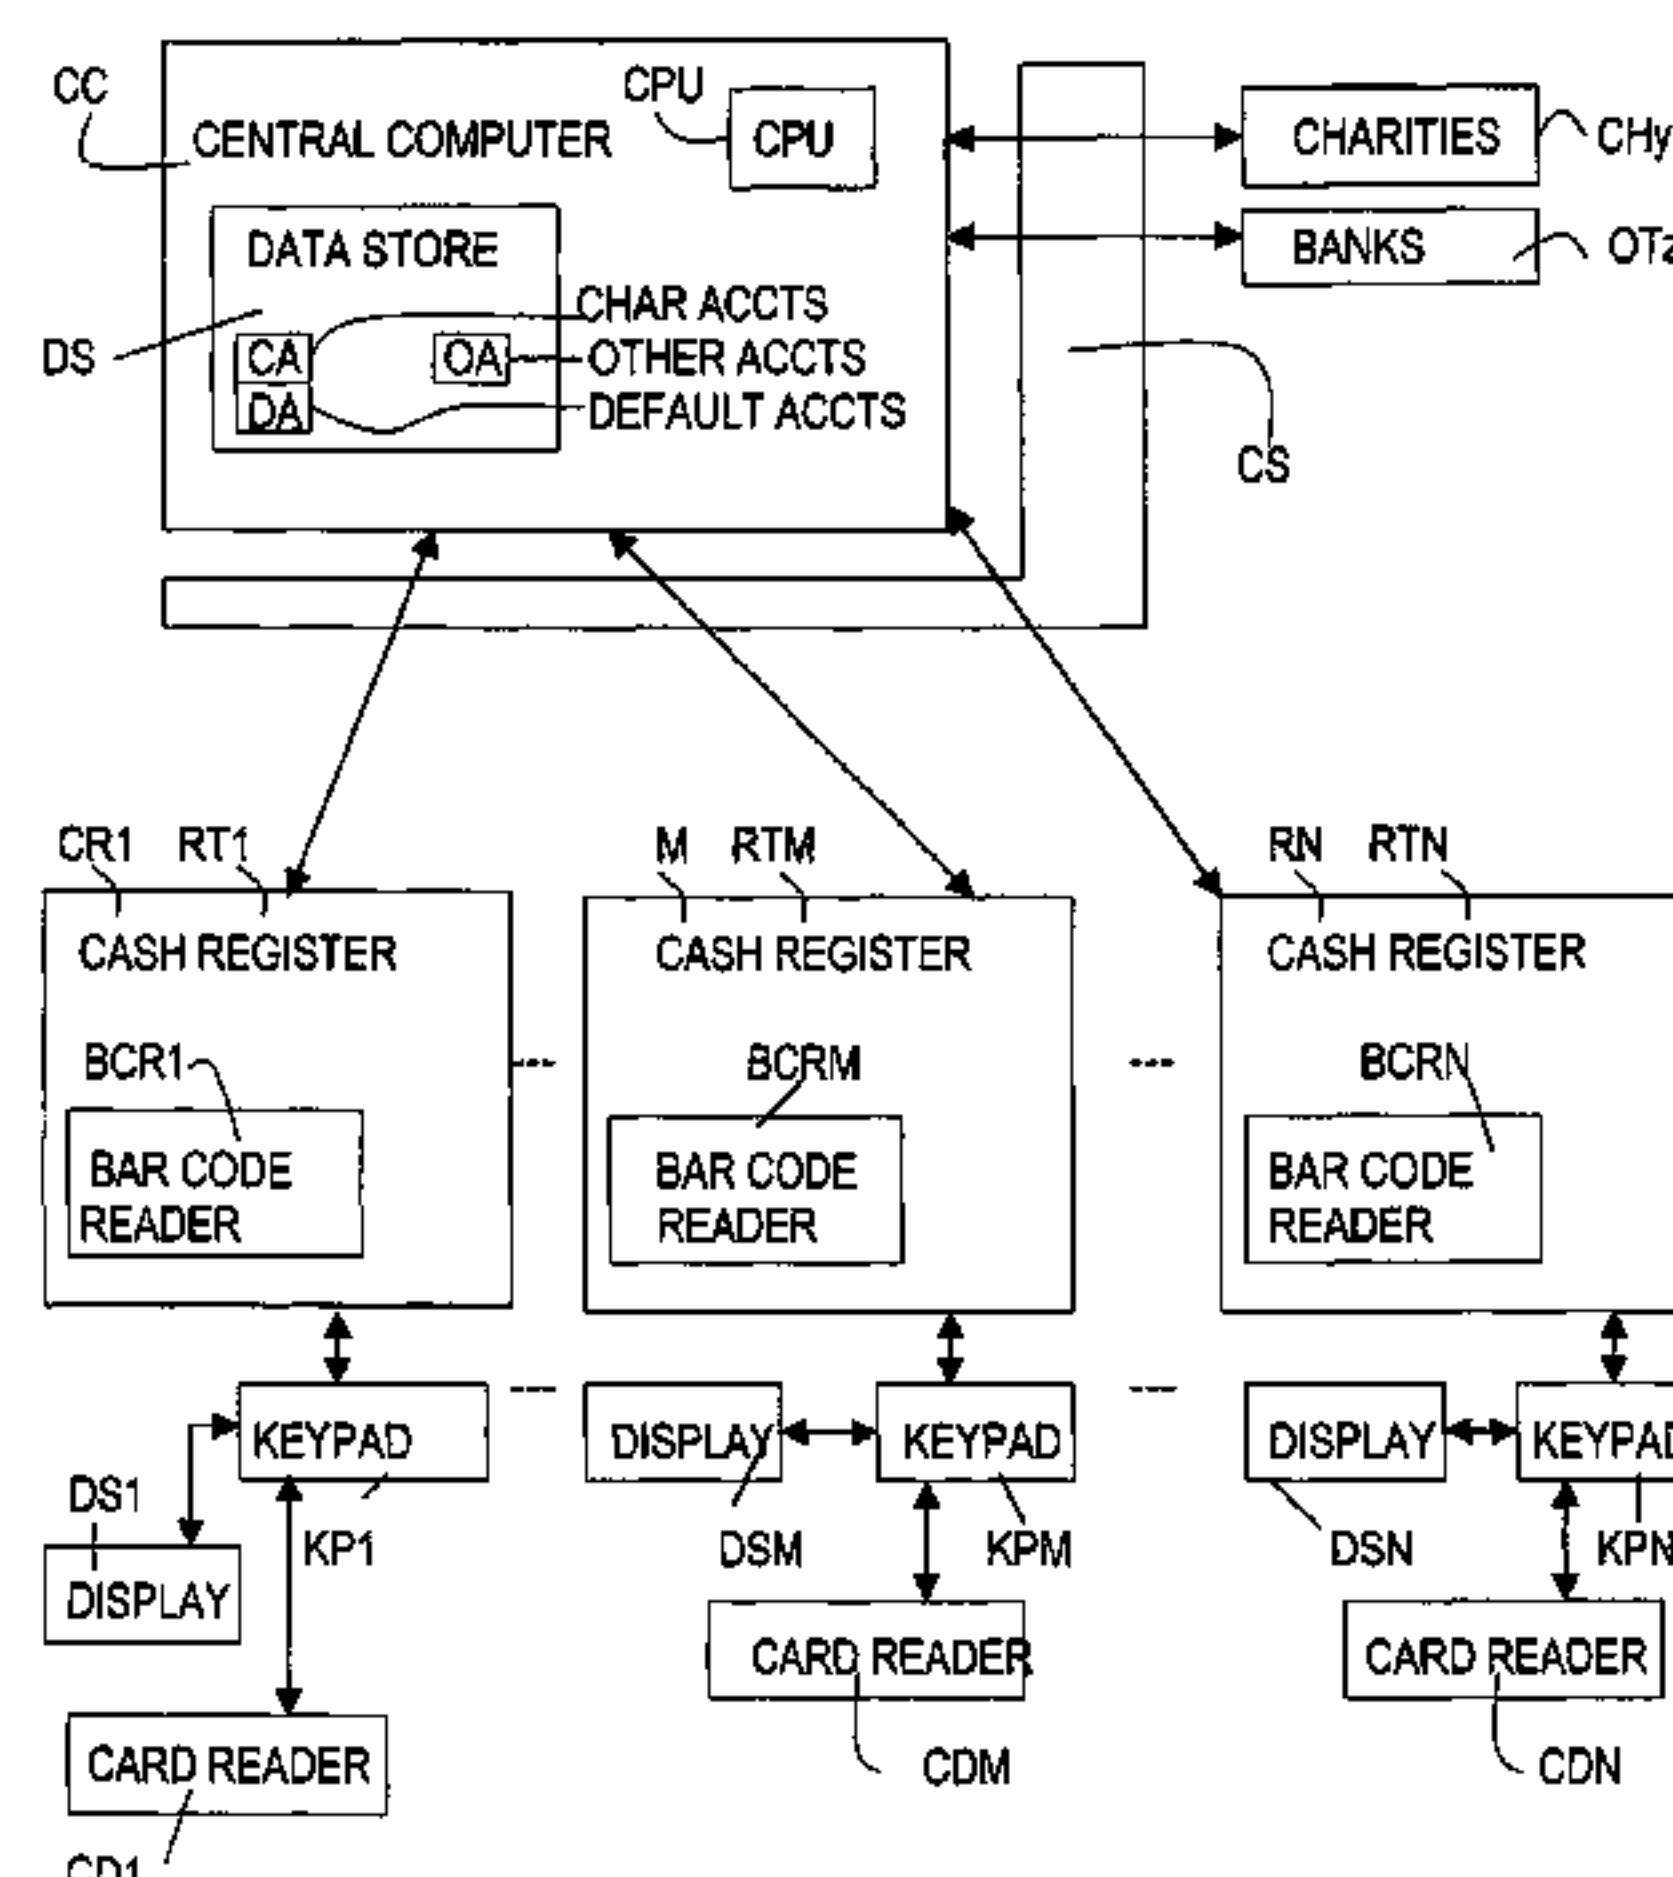 CC
CPU
CENTRAL COMPUTER
CPU
CHARITIES
CHy
DATA STORE
BANKS
CHAR ACCTS
DS
CA
OA
OTHER ACCTS
DA
DEFAULT ACCTS
CS
CR1 RT1
M RTM
RN RTN
CASH REGISTER
CASH REGISTER
CASH REGISTER
BCR1
---
BCRM
---
BCRN
BAR CODE
READER
BAR CODE
READER
BAR CODE
READER
KEYPAD
---
DISPLAY
KEYPAD
---
DISPLAY
DS1
KP1
DSM
KPM
DSN
DISPLAY
CARD READER
CARD READER
CARD READER
CDM
CDN